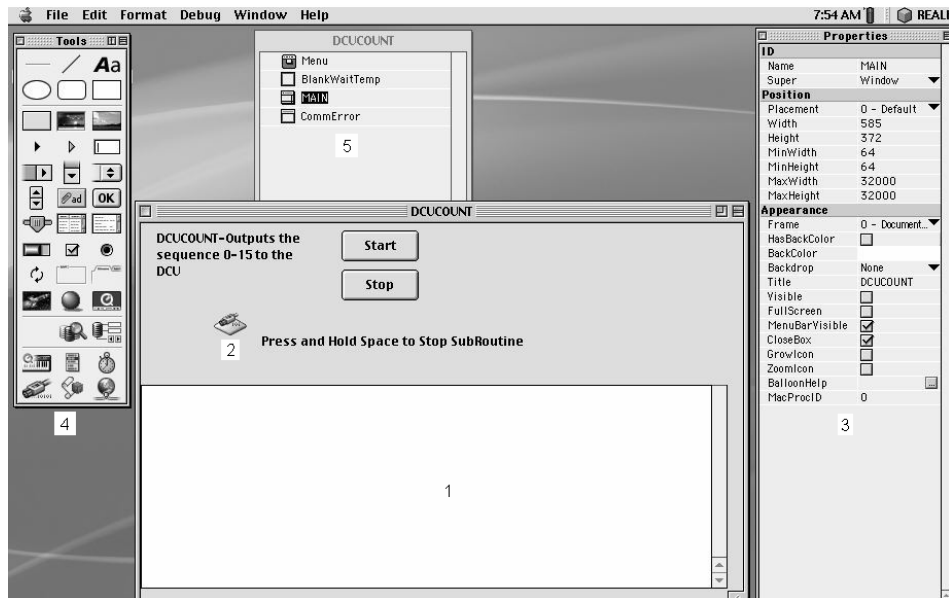 File Edit Format Debug Window Help 7:54 AM REALb
Tools
Aa
ad OK
4
DCUCOUNT
Menu
BlankWaitTemp
MAIN
CommError
5
DCUCOUNT
DCUCOUNT-Outputs the
sequence 0-15 to the
DCU
Start
Stop
2
Press and Hold Space to Stop SubRoutine
1
Properties
ID
Name MAIN
Super Window
Position
Placement 0 - Default
Width 585
Height 372
MinWidth 64
MinHeight 64
MaxWidth 32000
MaxHeight 32000
Appearance
Frame 0 - Document...
HasBackColor
BackColor
Backdrop None
Title DCUCOUNT
Visible
FullScreen
MenuBarVisible
CloseBox
GrowIcon
ZoomIcon
BalloonHelp ...
MacProcID 0
3